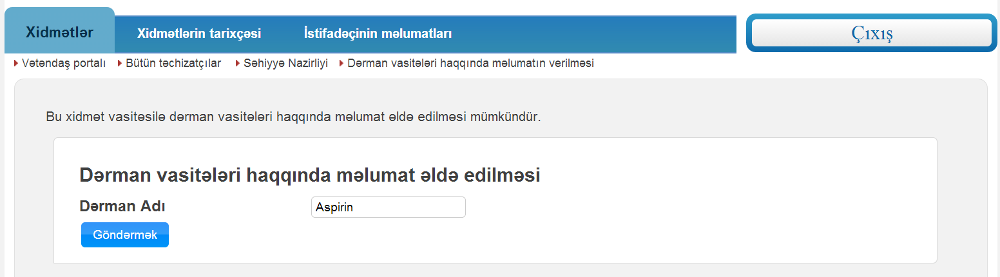 Xidmətlər Xidmətlərin tarixçəsi İstifadəçinin məlumatları Çıxış
Vətəndaş portalı Bütün təchizatçılar Səhiyyə Nazirliyi Dərman vasitələri haqqında məlumatın verilməsi
Bu xidmət vasitəsilə dərman vasitələri haqqında məlumat əldə edilməsi mümkündür.
Dərman vasitələri haqqında məlumat əldə edilməsi
Dərman Adı Aspirin
Göndərmək